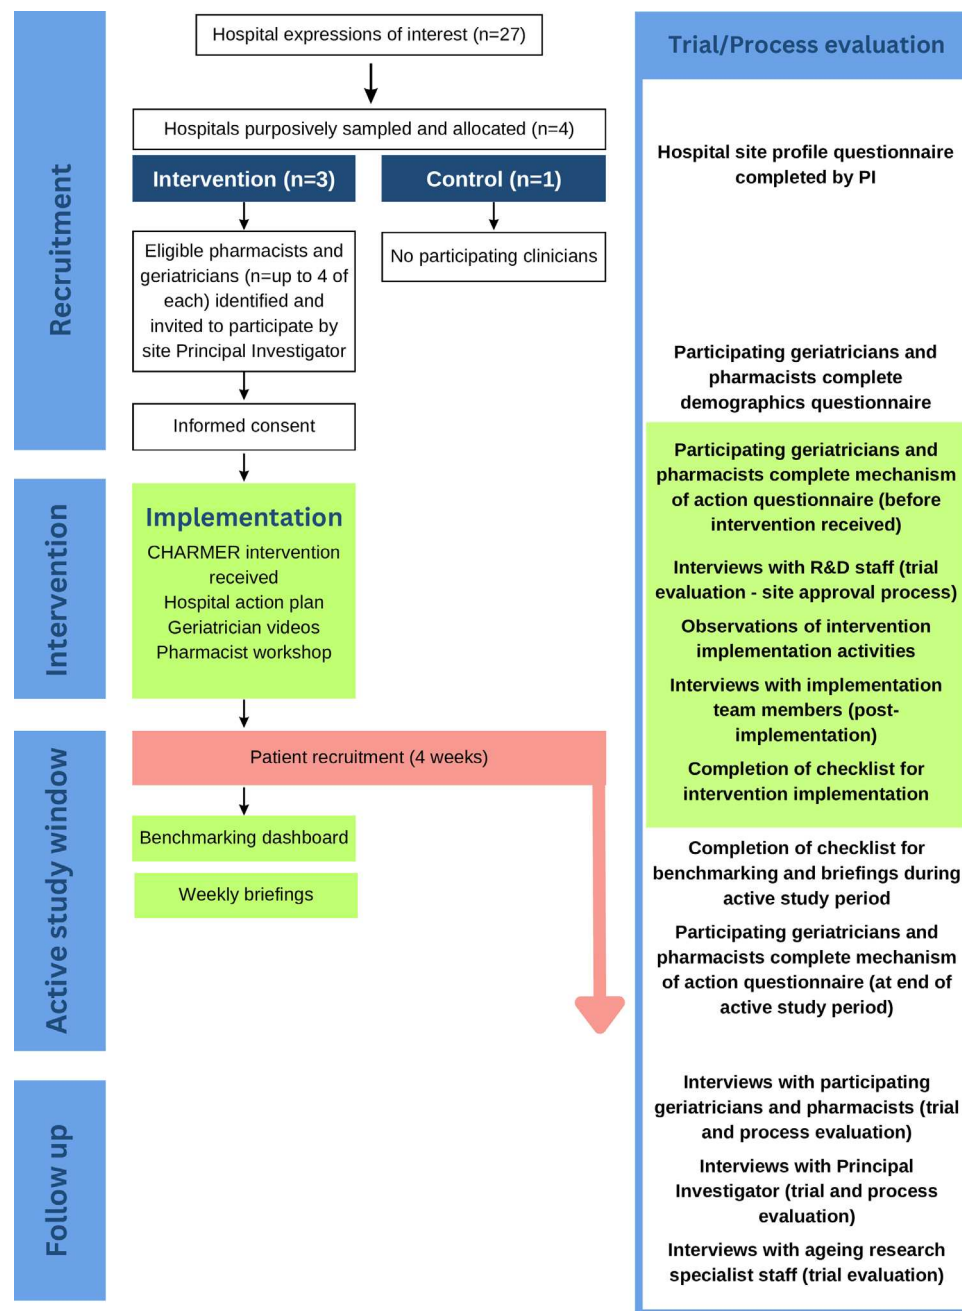 Hospital expressions of interest (n=27)
Hospitals purposively sampled and allocated (n=4)
Intervention (n=3)
Control (n=1)
Eligible pharmacists and
geriatricians (n=up to 4 of
each) identified and
invited to participate by
site Principal Investigator
No participating clinicians
Informed consent
Recruitment
Intervention
Implementation
CHARMER intervention
received
Hospital action plan
Geriatrician videos
Pharmacist workshop
Active study window
Patient recruitment (4 weeks)
Benchmarking dashboard
Weekly briefings
Follow up
Trial/Process evaluation
Hospital site profile questionnaire
completed by PI
Participating geriatricians and
pharmacists complete
demographics questionnaire
Participating geriatricians and
pharmacists complete mechanism
of action questionnaire (before
intervention received)
Interviews with R&D staff (trial
evaluation - site approval process)
Observations of intervention
implementation activities
Interviews with implementation
team members (post-
implementation)
Completion of checklist for
intervention implementation
Completion of checklist for
benchmarking and briefings during
active study period
Participating geriatricians and
pharmacists complete mechanism
of action questionnaire (at end of
active study period)
Interviews with participating
geriatricians and pharmacists (trial
and process evaluation)
Interviews with Principal
Investigator (trial and process
evaluation)
Interviews with ageing research
specialist staff (trial evaluation)